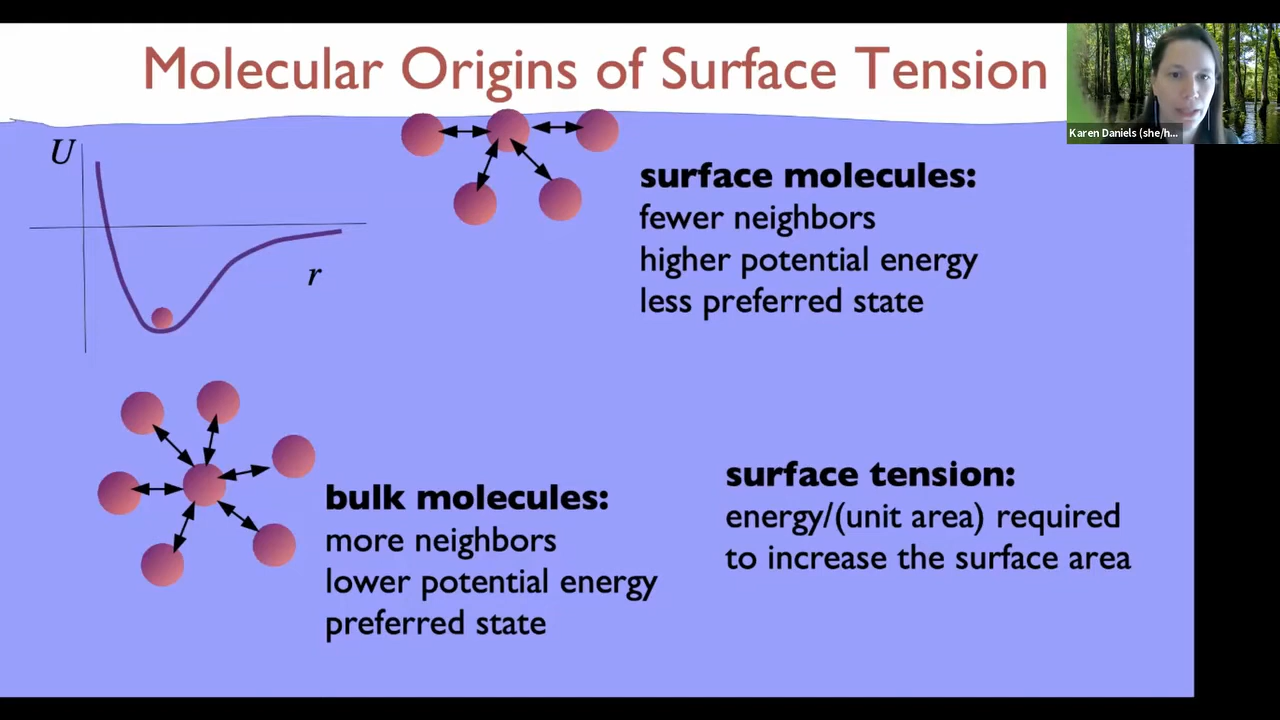 Molecular Origins of Surface Tension
Karen Daniels (she/h...
U
r
surface molecules:
fewer neighbors
higher potential energy
less preferred state
bulk molecules:
more neighbors
lower potential energy
preferred state
surface tension:
energy/(unit area) required
to increase the surface area